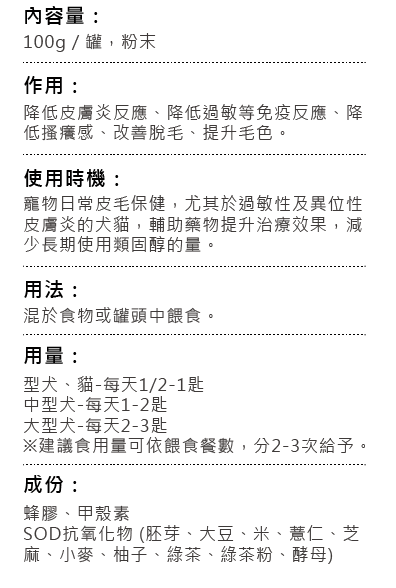 內容量：
100g / 罐，粉末
作用：
降低皮膚炎反應、降低過敏等免疫反應、降
低搔癢感、改善脫毛、提升毛色。
使用時機：
寵物日常皮毛保健，尤其於過敏性及異位性
皮膚炎的犬貓，輔助藥物提升治療效果，減
少長期使用類固醇的量。
用法：
混於食物或罐頭中餵食。
用量：
型犬、貓-每天1/2-1匙
中型犬-每天1-2匙
大型犬-每天2-3匙
※建議食用量可依餵食餐數，分2-3次給予。
成份：
蜂膠、甲殼素
SOD抗氧化物 (胚芽、大豆、米、薏仁、芝
麻、小麥、柚子、綠茶、綠茶粉、酵母)